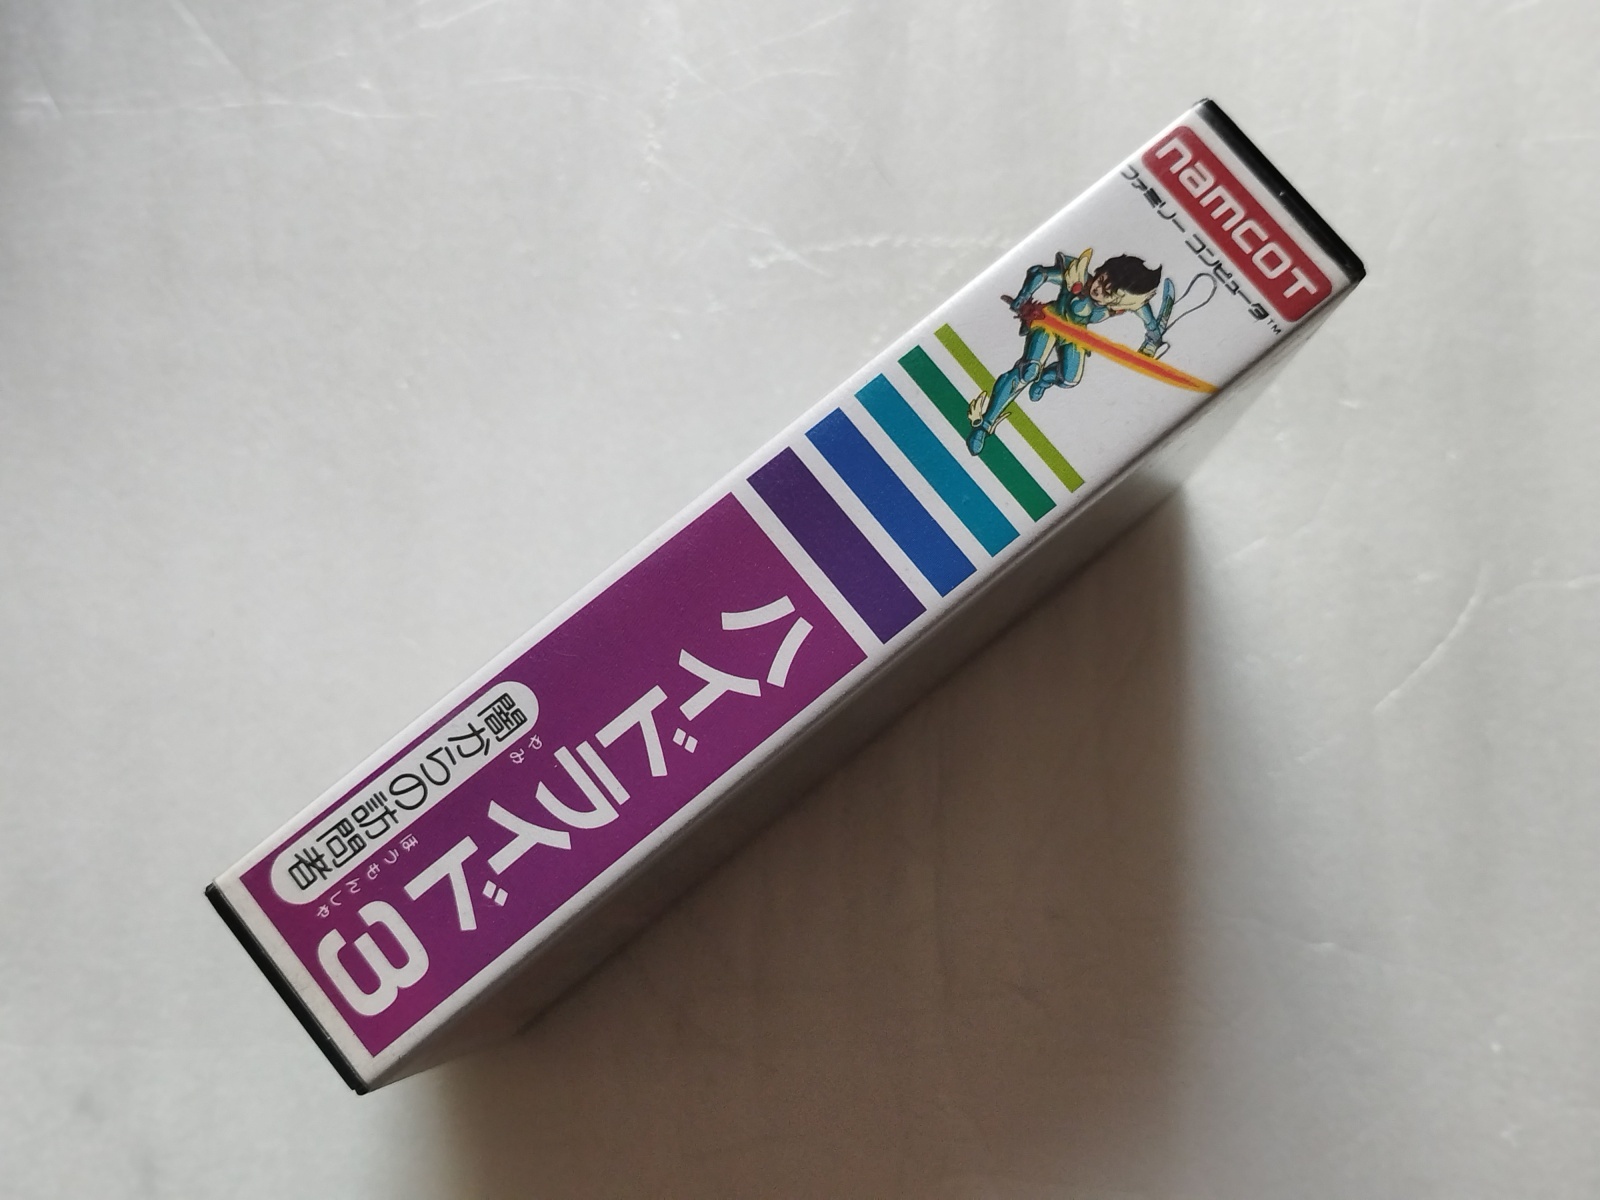 namcot
ファミリー コンピュータ™
ハイドライド3
闇からの訪問者
やみ
ほうもんしゃ